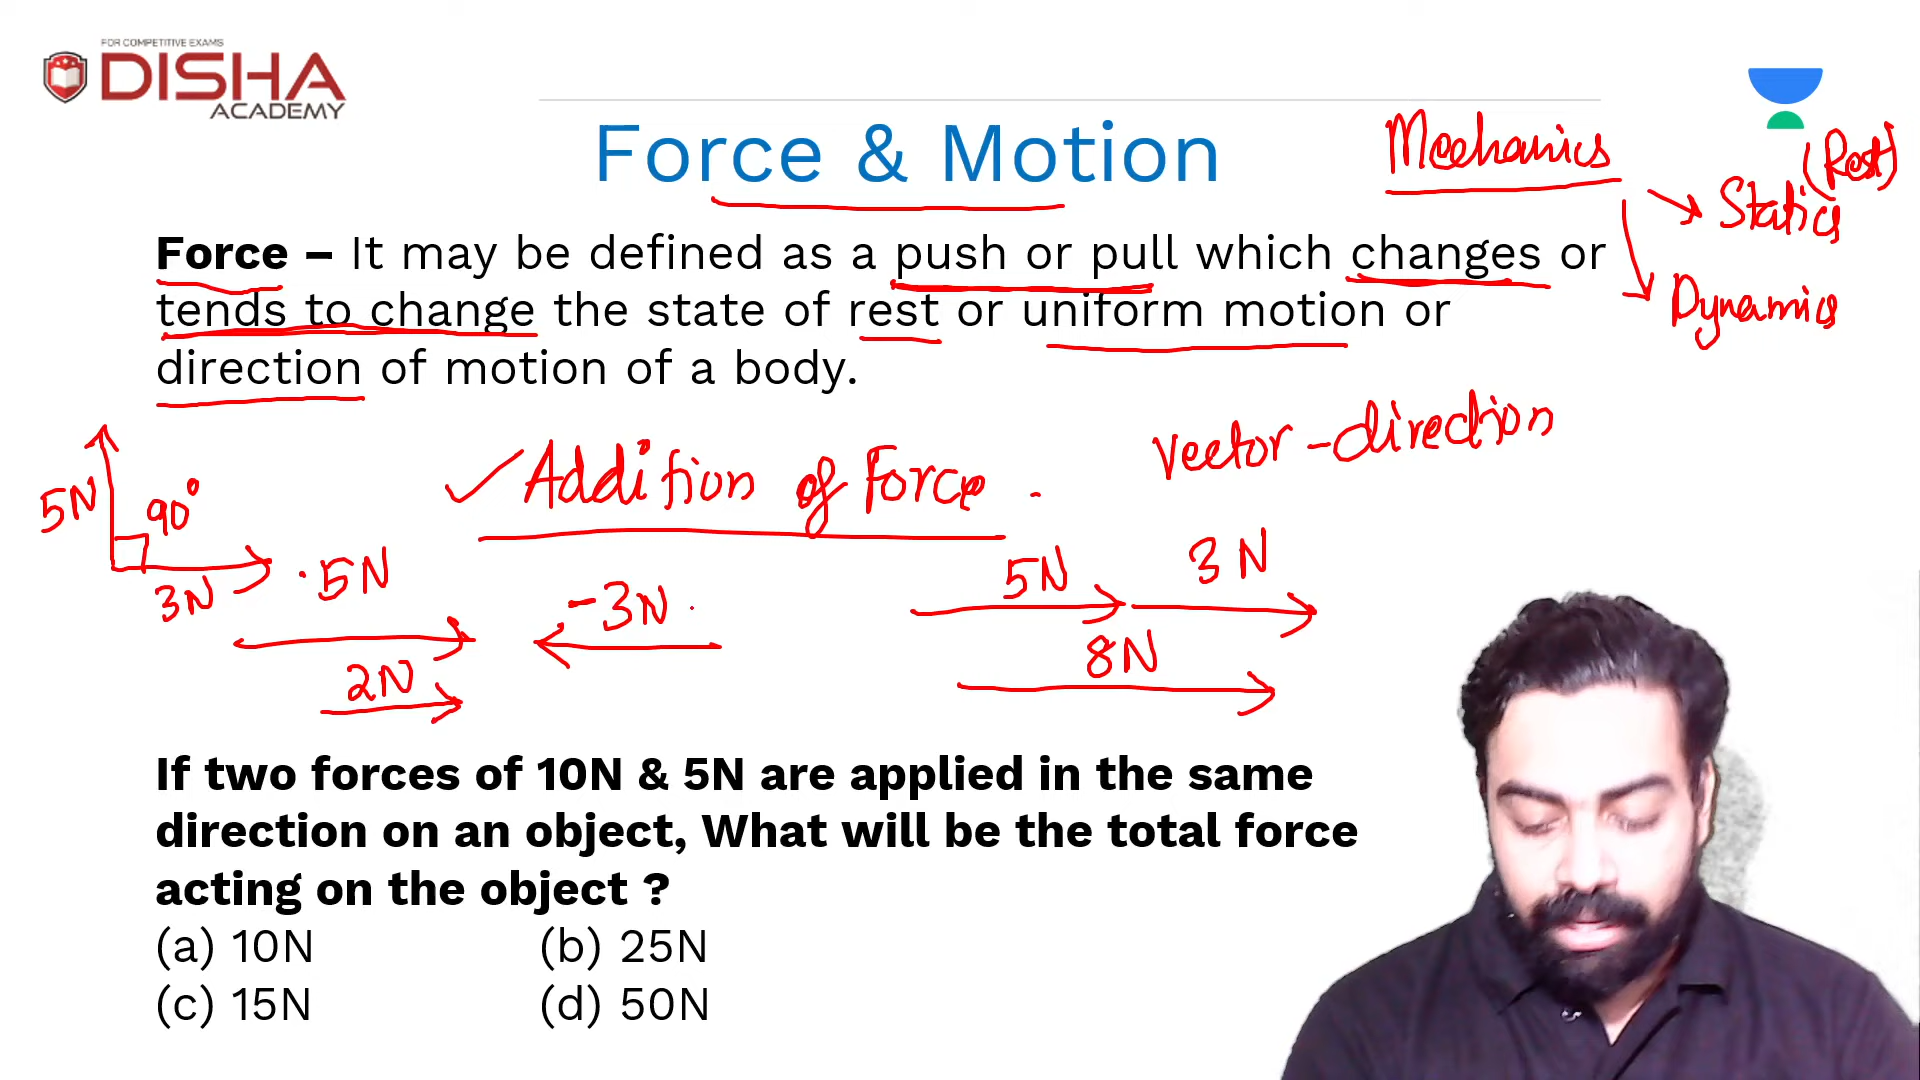 FOR COMPETITIVE EXAMS
DISHA
ACADEMY
Force & Motion
Mechanics
(Rest)
Statics
Dynamics
Force – It may be defined as a push or pull which changes or
tends to change the state of rest or uniform motion or
direction of motion of a body.
Vector - direction
✓ Addition of Force .
5N
90°
3N
.5N
-3N .
2N
5N
3N
8N
If two forces of 10N & 5N are applied in the same
direction on an object, What will be the total force
acting on the object ?
(a) 10N (b) 25N
(c) 15N (d) 50N